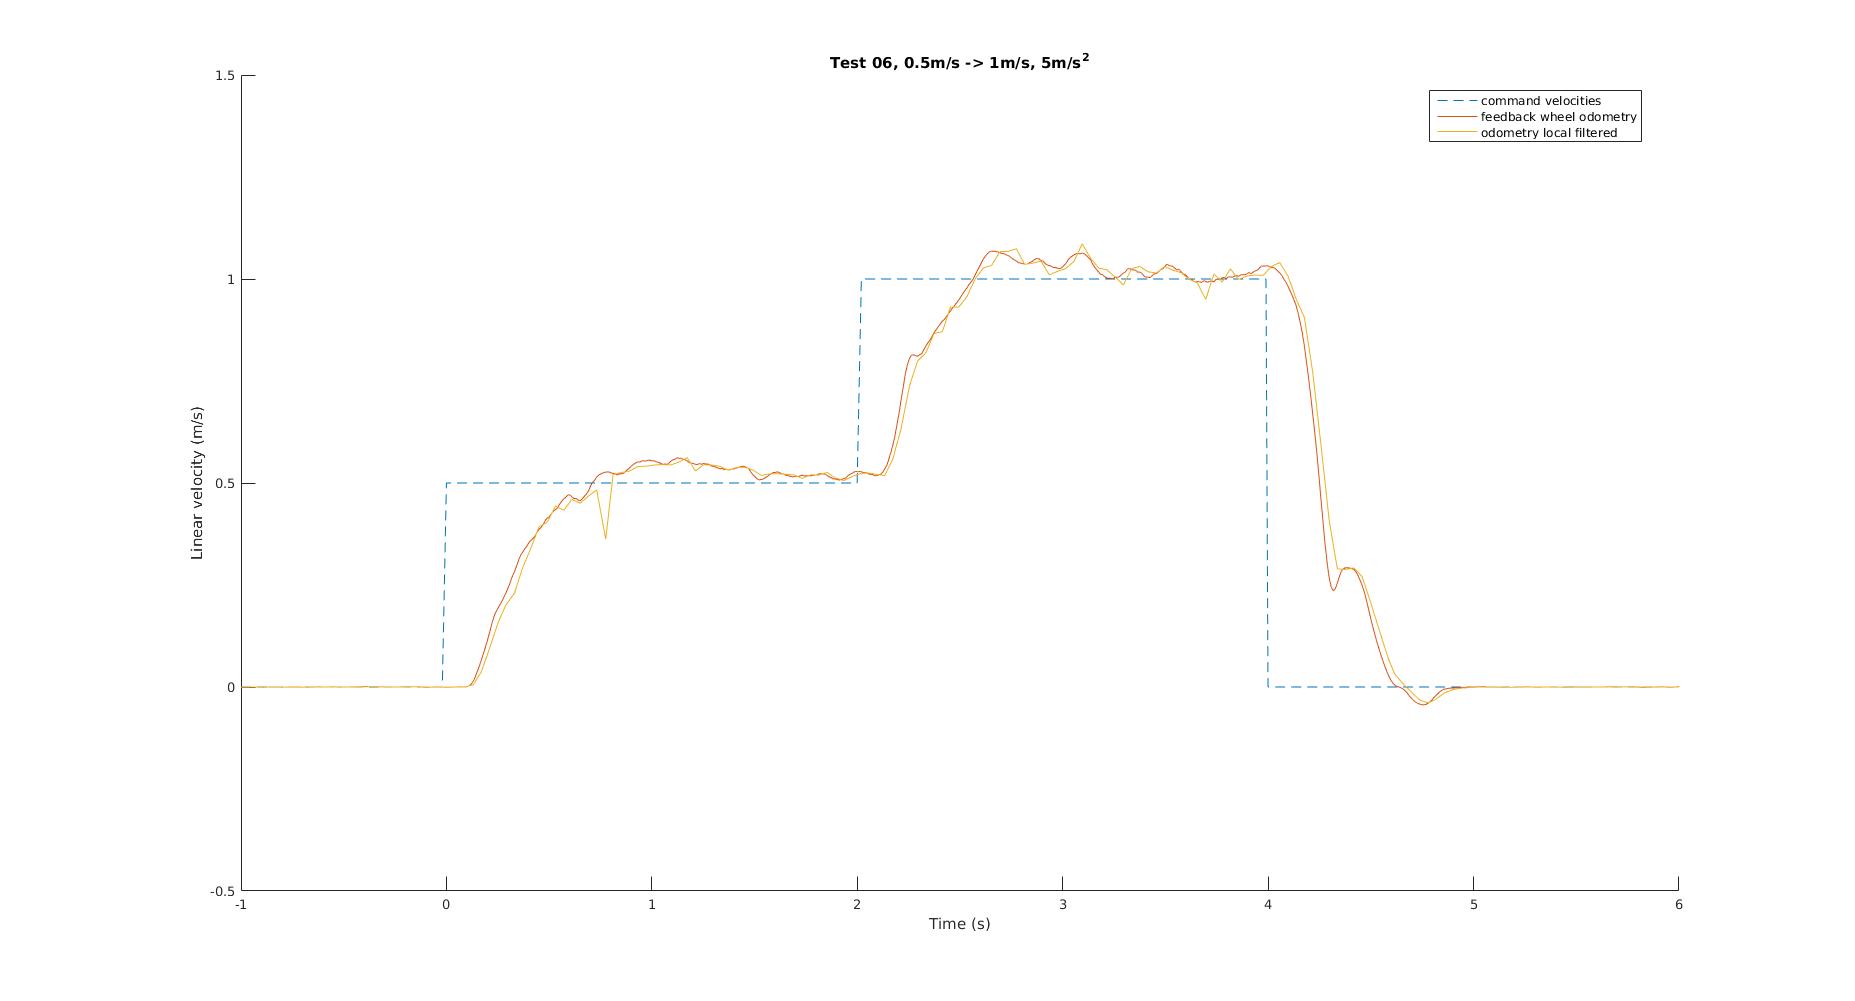 Test 06, 0.5m/s -> 1m/s, 5m/s²
command velocities
feedback wheel odometry
odometry local filtered
1.5
1
0.5
0
-0.5
Linear velocity (m/s)
-1 0 1 2 3 4 5 6
Time (s)